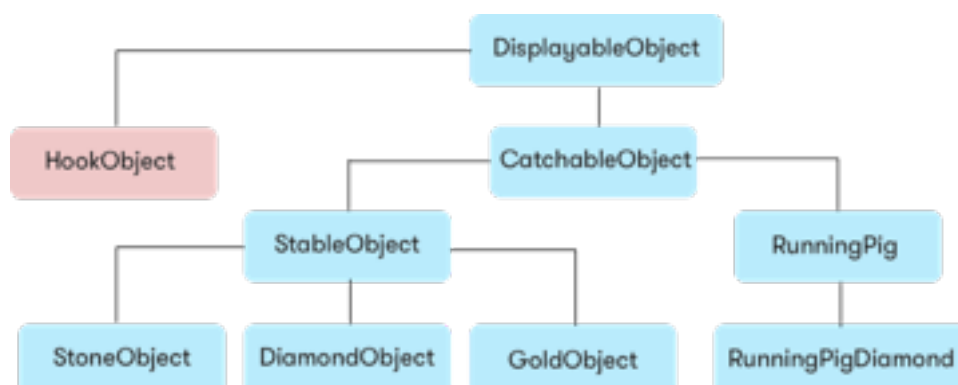 DisplayableObject
HookObject
CatchableObject
StableObject
RunningPig
StoneObject
DiamondObject
GoldObject
RunningPigDiamond